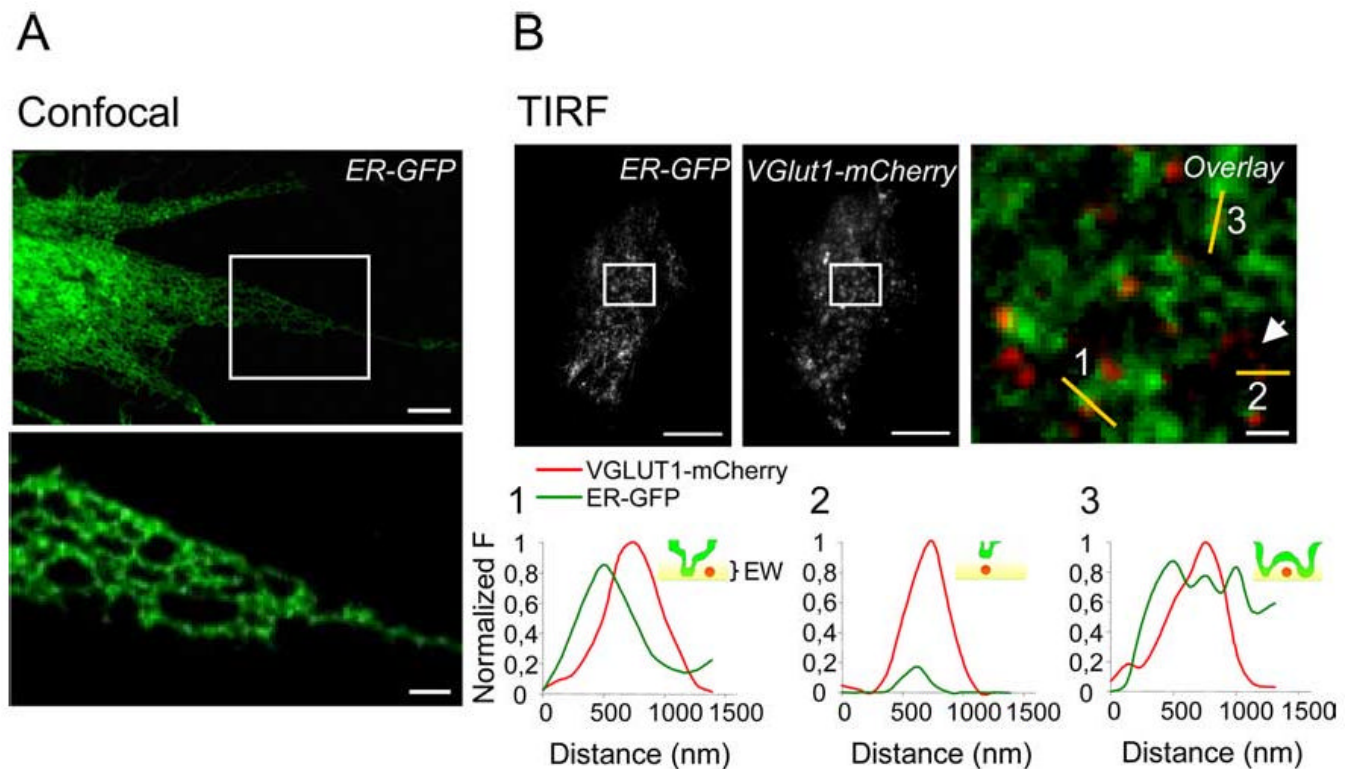 A
B
Confocal
TIRF
ER-GFP
ER-GFP
VGlut1-mCherry
Overlay
3
1
2
VGLUT1-mCherry
ER-GFP
1
2
3
Normalized F
1
0,8
0,6
0,4
0,2
0
EW
0 500 1000 1500
Distance (nm)
1
0,8
0,6
0,4
0,2
0
0 500 1000 1500
Distance (nm)
1
0,8
0,6
0,4
0,2
0
0 500 1000 1500
Distance (nm)